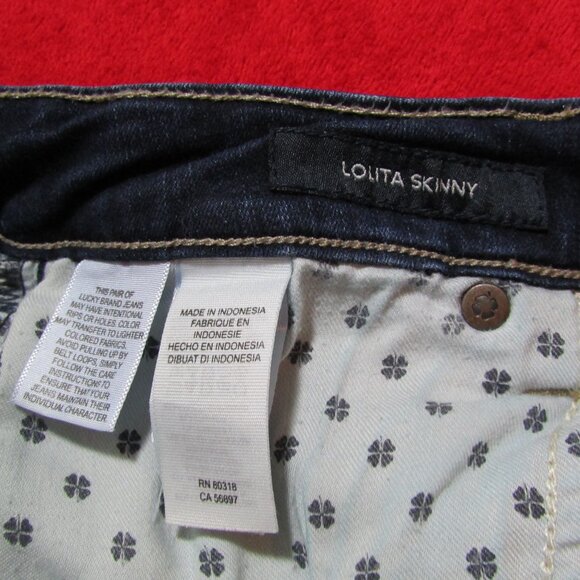 LOLITA SKINNY
THIS PAIR OF
LUCKY BRAND JEANS
MAY HAVE INTENTIONAL
RIPS OR HOLES. COLOR
MAY TRANSFER TO LIGHTER
COLORED FABRICS.
AVOID PULLING UP BY
BELT LOOPS, SIMPLY
FOLLOW THE CARE
INSTRUCTIONS TO
ENSURE THAT YOUR
JEANS MAINTAIN THEIR
INDIVIDUAL CHARACTER.
MADE IN INDONESIA
FABRIQUE EN
INDONESIE
HECHO EN INDONESIA
DIBUAT DI INDONESIA
RN 80318
CA 56897